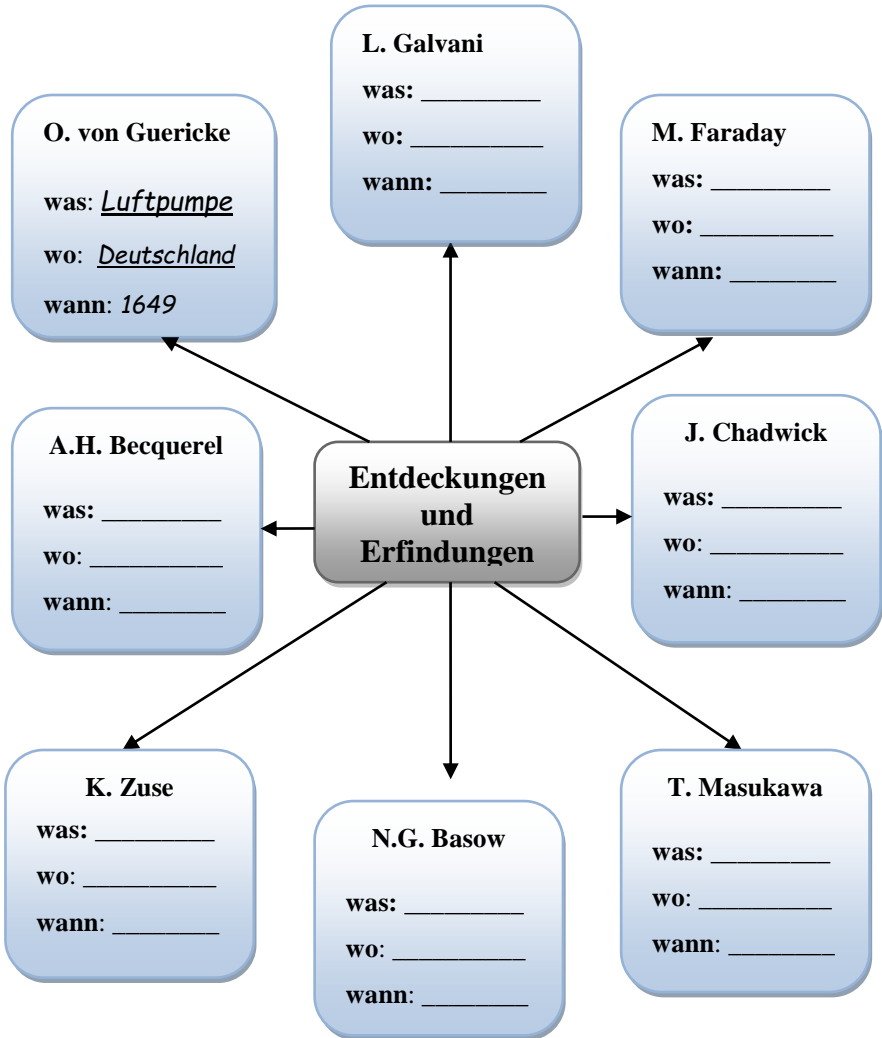 L. Galvani
was: _________
wo: __________
wann: ________
O. von Guericke
was: Luftpumpe
wo: Deutschland
wann: 1649
M. Faraday
was: _________
wo: __________
wann: ________
A.H. Becquerel
was: _________
wo: __________
wann: ________
Entdeckungen
und
Erfindungen
J. Chadwick
was: _________
wo: __________
wann: ________
K. Zuse
was: _________
wo: __________
wann: ________
N.G. Basow
was: _________
wo: __________
wann: ________
T. Masukawa
was: _________
wo: __________
wann: ________